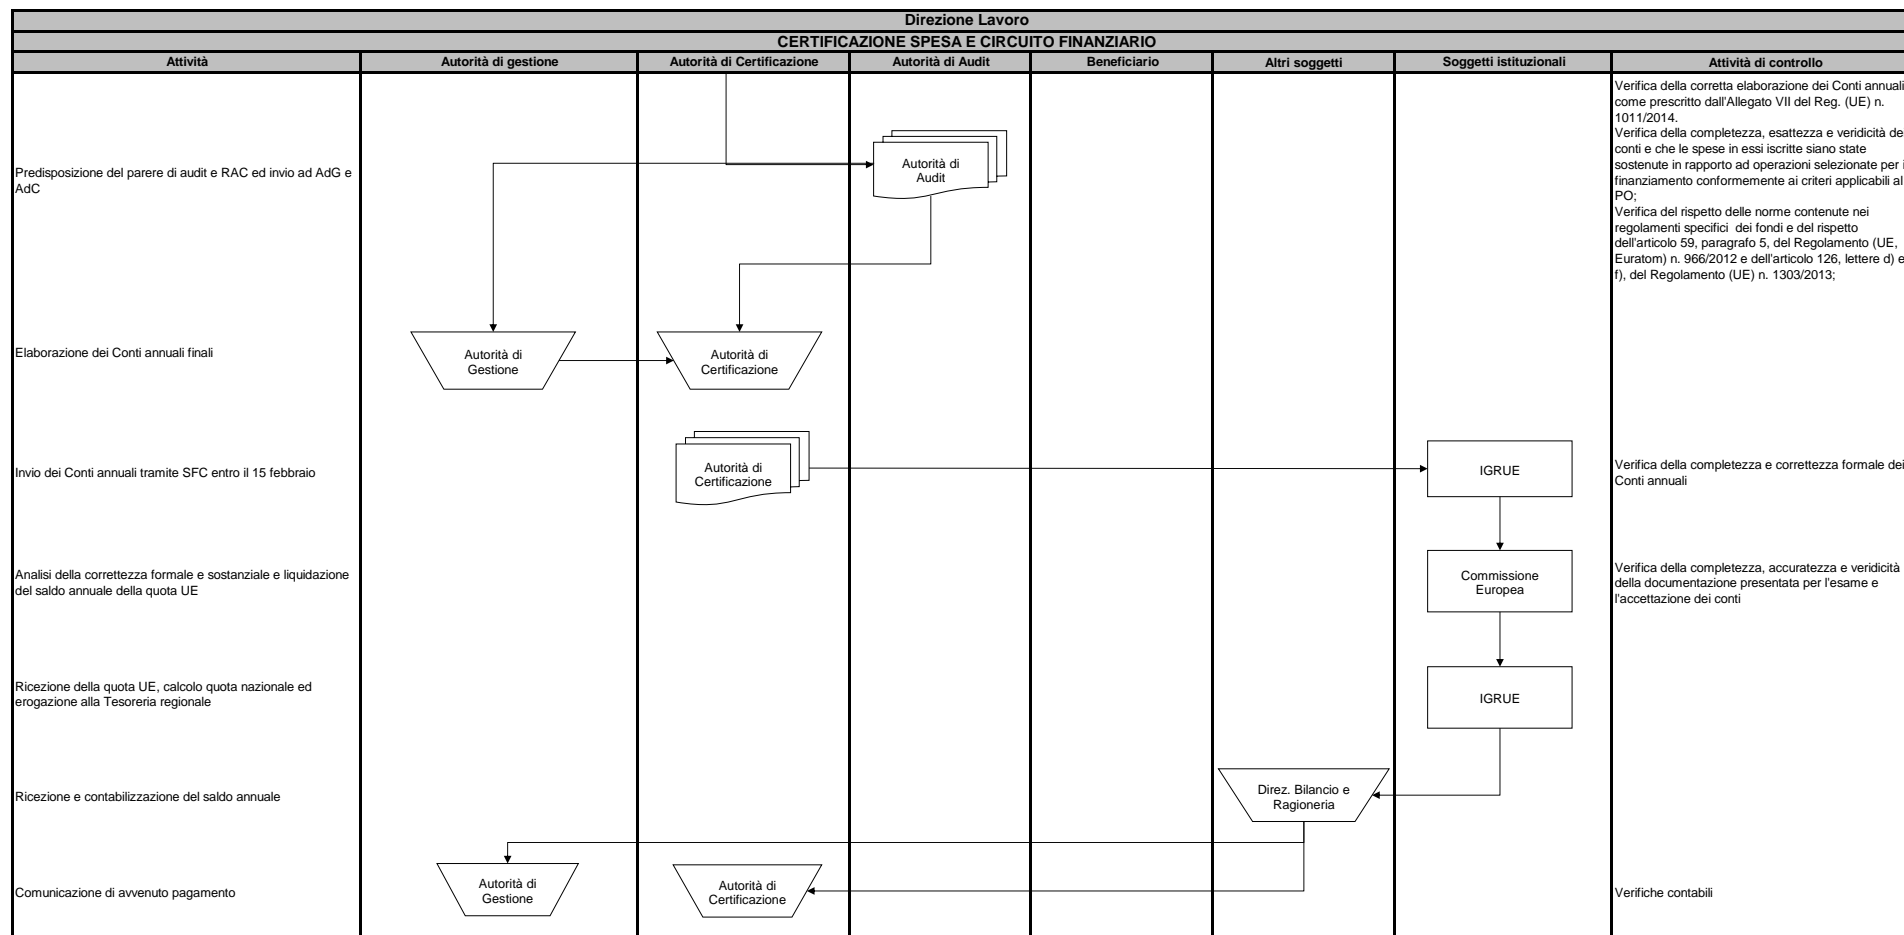 Direzione Lavoro
CERTIFICAZIONE SPESA E CIRCUITO FINANZIARIO
Attività
Autorità di gestione
Autorità di Certificazione
Autorità di Audit
Beneficiario
Altri soggetti
Soggetti istituzionali
Attività di controllo
Predisposizione del parere di audit e RAC ed invio ad AdG e
AdC
Autorità di
Audit
Verifica della corretta elaborazione dei Conti annuali
come prescritto dall'Allegato VII del Reg. (UE) n.
1011/2014.
Verifica della completezza, esattezza e veridicità de
conti e che le spese in essi iscritte siano state
sostenute in rapporto ad operazioni selezionate per i
finanziamento conformemente ai criteri applicabili al
PO;
Verifica del rispetto delle norme contenute nei
regolamenti specifici dei fondi e del rispetto
dell'articolo 59, paragrafo 5, del Regolamento (UE,
Euratom) n. 966/2012 e dell'articolo 126, lettere d) e
f), del Regolamento (UE) n. 1303/2013;
Elaborazione dei Conti annuali finali
Autorità di
Gestione
Autorità di
Certificazione
Invio dei Conti annuali tramite SFC entro il 15 febbraio
Autorità di
Certificazione
IGRUE
Verifica della completezza e correttezza formale dei
Conti annuali
Analisi della correttezza formale e sostanziale e liquidazione
del saldo annuale della quota UE
Commissione
Europea
Verifica della completezza, accuratezza e veridicità
della documentazione presentata per l'esame e
l'accettazione dei conti
Ricezione della quota UE, calcolo quota nazionale ed
erogazione alla Tesoreria regionale
IGRUE
Ricezione e contabilizzazione del saldo annuale
Direz. Bilancio e
Ragioneria
Comunicazione di avvenuto pagamento
Autorità di
Gestione
Autorità di
Certificazione
Verifiche contabili